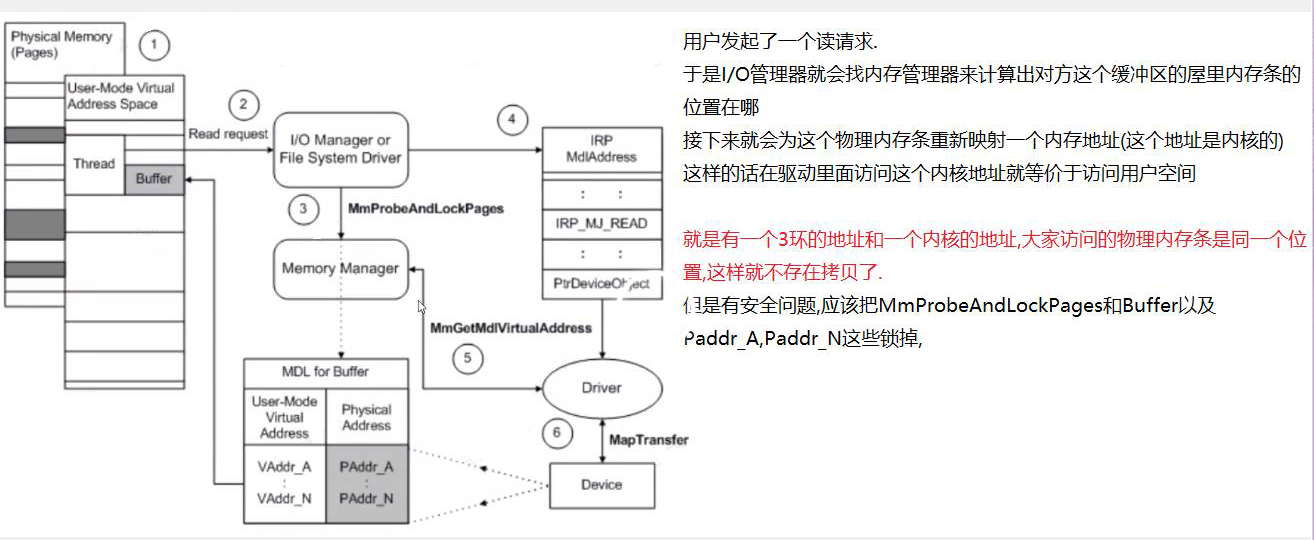 Physical Memory
(Pages)
1
User-Mode Virtual
Address Space
Thread
Buffer
2
Read request
I/O Manager or
File System Driver
3
MmProbeAndLockPages
Memory Manager
4
IRP
MdlAddress
: :
IRP_MJ_READ
: :
PtrDeviceObject
MmGetMdlVirtualAddress
5
MDL for Buffer
User-Mode
Virtual
Address
Physical
Address
VAddr_A
PAddr_A
:
:
VAddr_N
PAddr_N
Driver
6
MapTransfer
Device
用户发起了一个读请求.
于是I/O管理器就会找内存管理器来计算出对方这个缓冲区的屋里内存条的
位置在哪
接下来就会为这个物理内存条重新映射一个内存地址(这个地址是内核的)
这样的话在驱动里面访问这个内核地址就等价于访问用户空间
就是有一个3环的地址和一个内核的地址,大家访问的物理内存条是同一个位
置,这样就不存在拷贝了.
但是有安全问题,应该把MmProbeAndLockPages和Buffer以及
Paddr_A,Paddr_N这些锁掉,